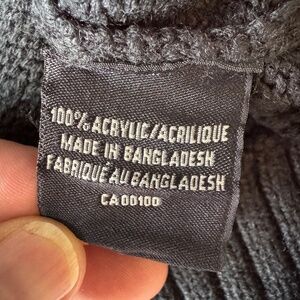 100% ACRYLIC/ACRILIQUE
MADE IN BANGLADESH
FABRIQUÉ AU BANGLADESH
CA 00100